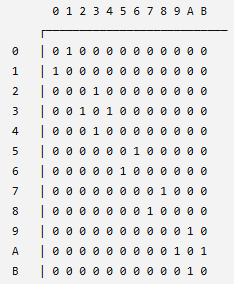 0 1 2 3 4 5 6 7 8 9 A B
0 | 0 1 0 0 0 0 0 0 0 0 0 0
1 | 1 0 0 0 0 0 0 0 0 0 0 0
2 | 0 0 0 1 0 0 0 0 0 0 0 0
3 | 0 0 1 0 1 0 0 0 0 0 0 0
4 | 0 0 0 1 0 0 0 0 0 0 0 0
5 | 0 0 0 0 0 0 1 0 0 0 0 0
6 | 0 0 0 0 0 1 0 0 0 0 0 0
7 | 0 0 0 0 0 0 0 0 1 0 0 0
8 | 0 0 0 0 0 0 0 1 0 0 0 0
9 | 0 0 0 0 0 0 0 0 0 0 1 0
A | 0 0 0 0 0 0 0 0 0 1 0 1
B | 0 0 0 0 0 0 0 0 0 0 1 0